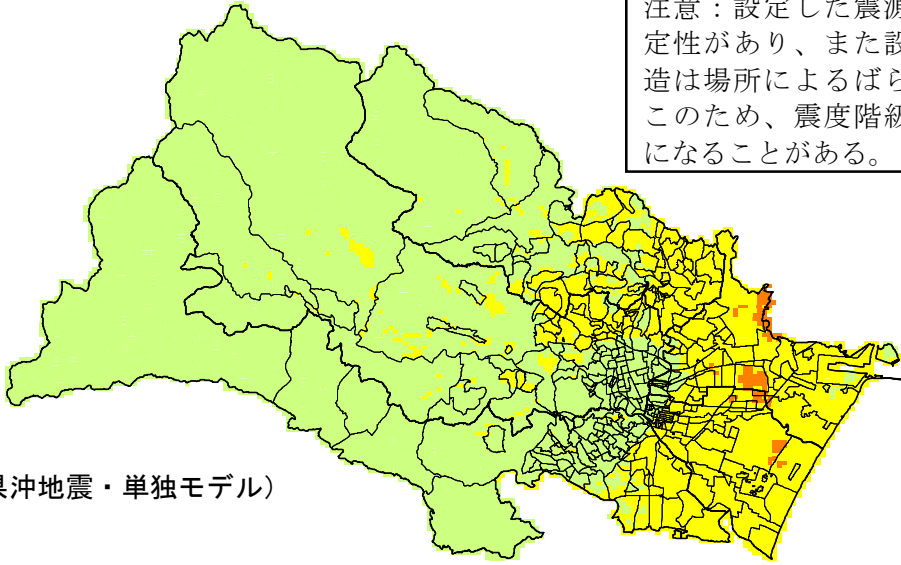 注意：設定した震源
定性があり、また設
造は場所によるばら
このため、震度階級
になることがある。
県沖地震・単独モデル）